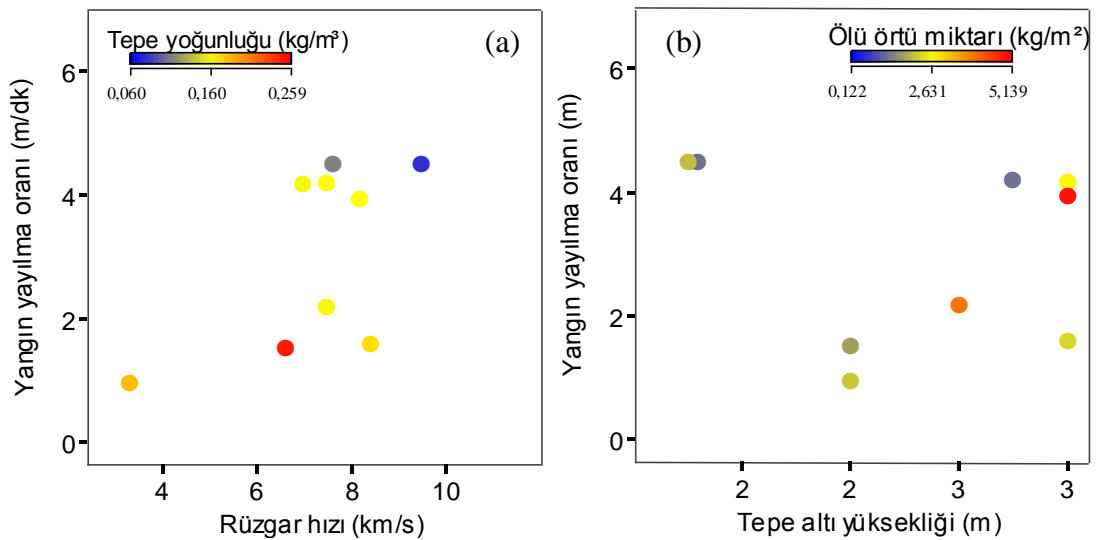 Tepe yoğunluğu (kg/m³)
(a)
0,060 0,160 0,259
Yangın yayılma oranı (m/dk)
6
4
2
0
4 6 8 10
Rüzgar hızı (km/s)
(b)
Ölü örtü miktarı (kg/m²)
0,122 2,631 5,139
Yangın yayılma oranı (m)
6
4
2
0
2 2 3 3
Tepe altı yüksekliği (m)